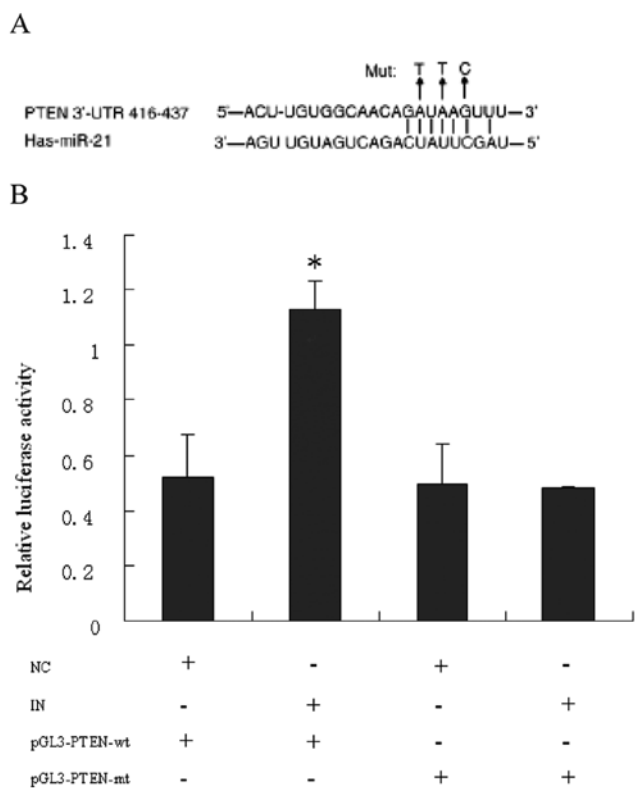 A
Mut: T T C
PTEN 3'-UTR 416-437 5'—ACU-UGUGGCAACAGAUAAGUUU—3'
Has-miR-21 3'—AGU UGUAGUCAGACUAUUCGAU—5'
B
Relative luciferase activity
1.4
1.2
1
0.8
0.6
0.4
0.2
0
*
NC + - + -
IN - + - +
pGL3-PTEN-wt + + - -
pGL3-PTEN-mt - - + +